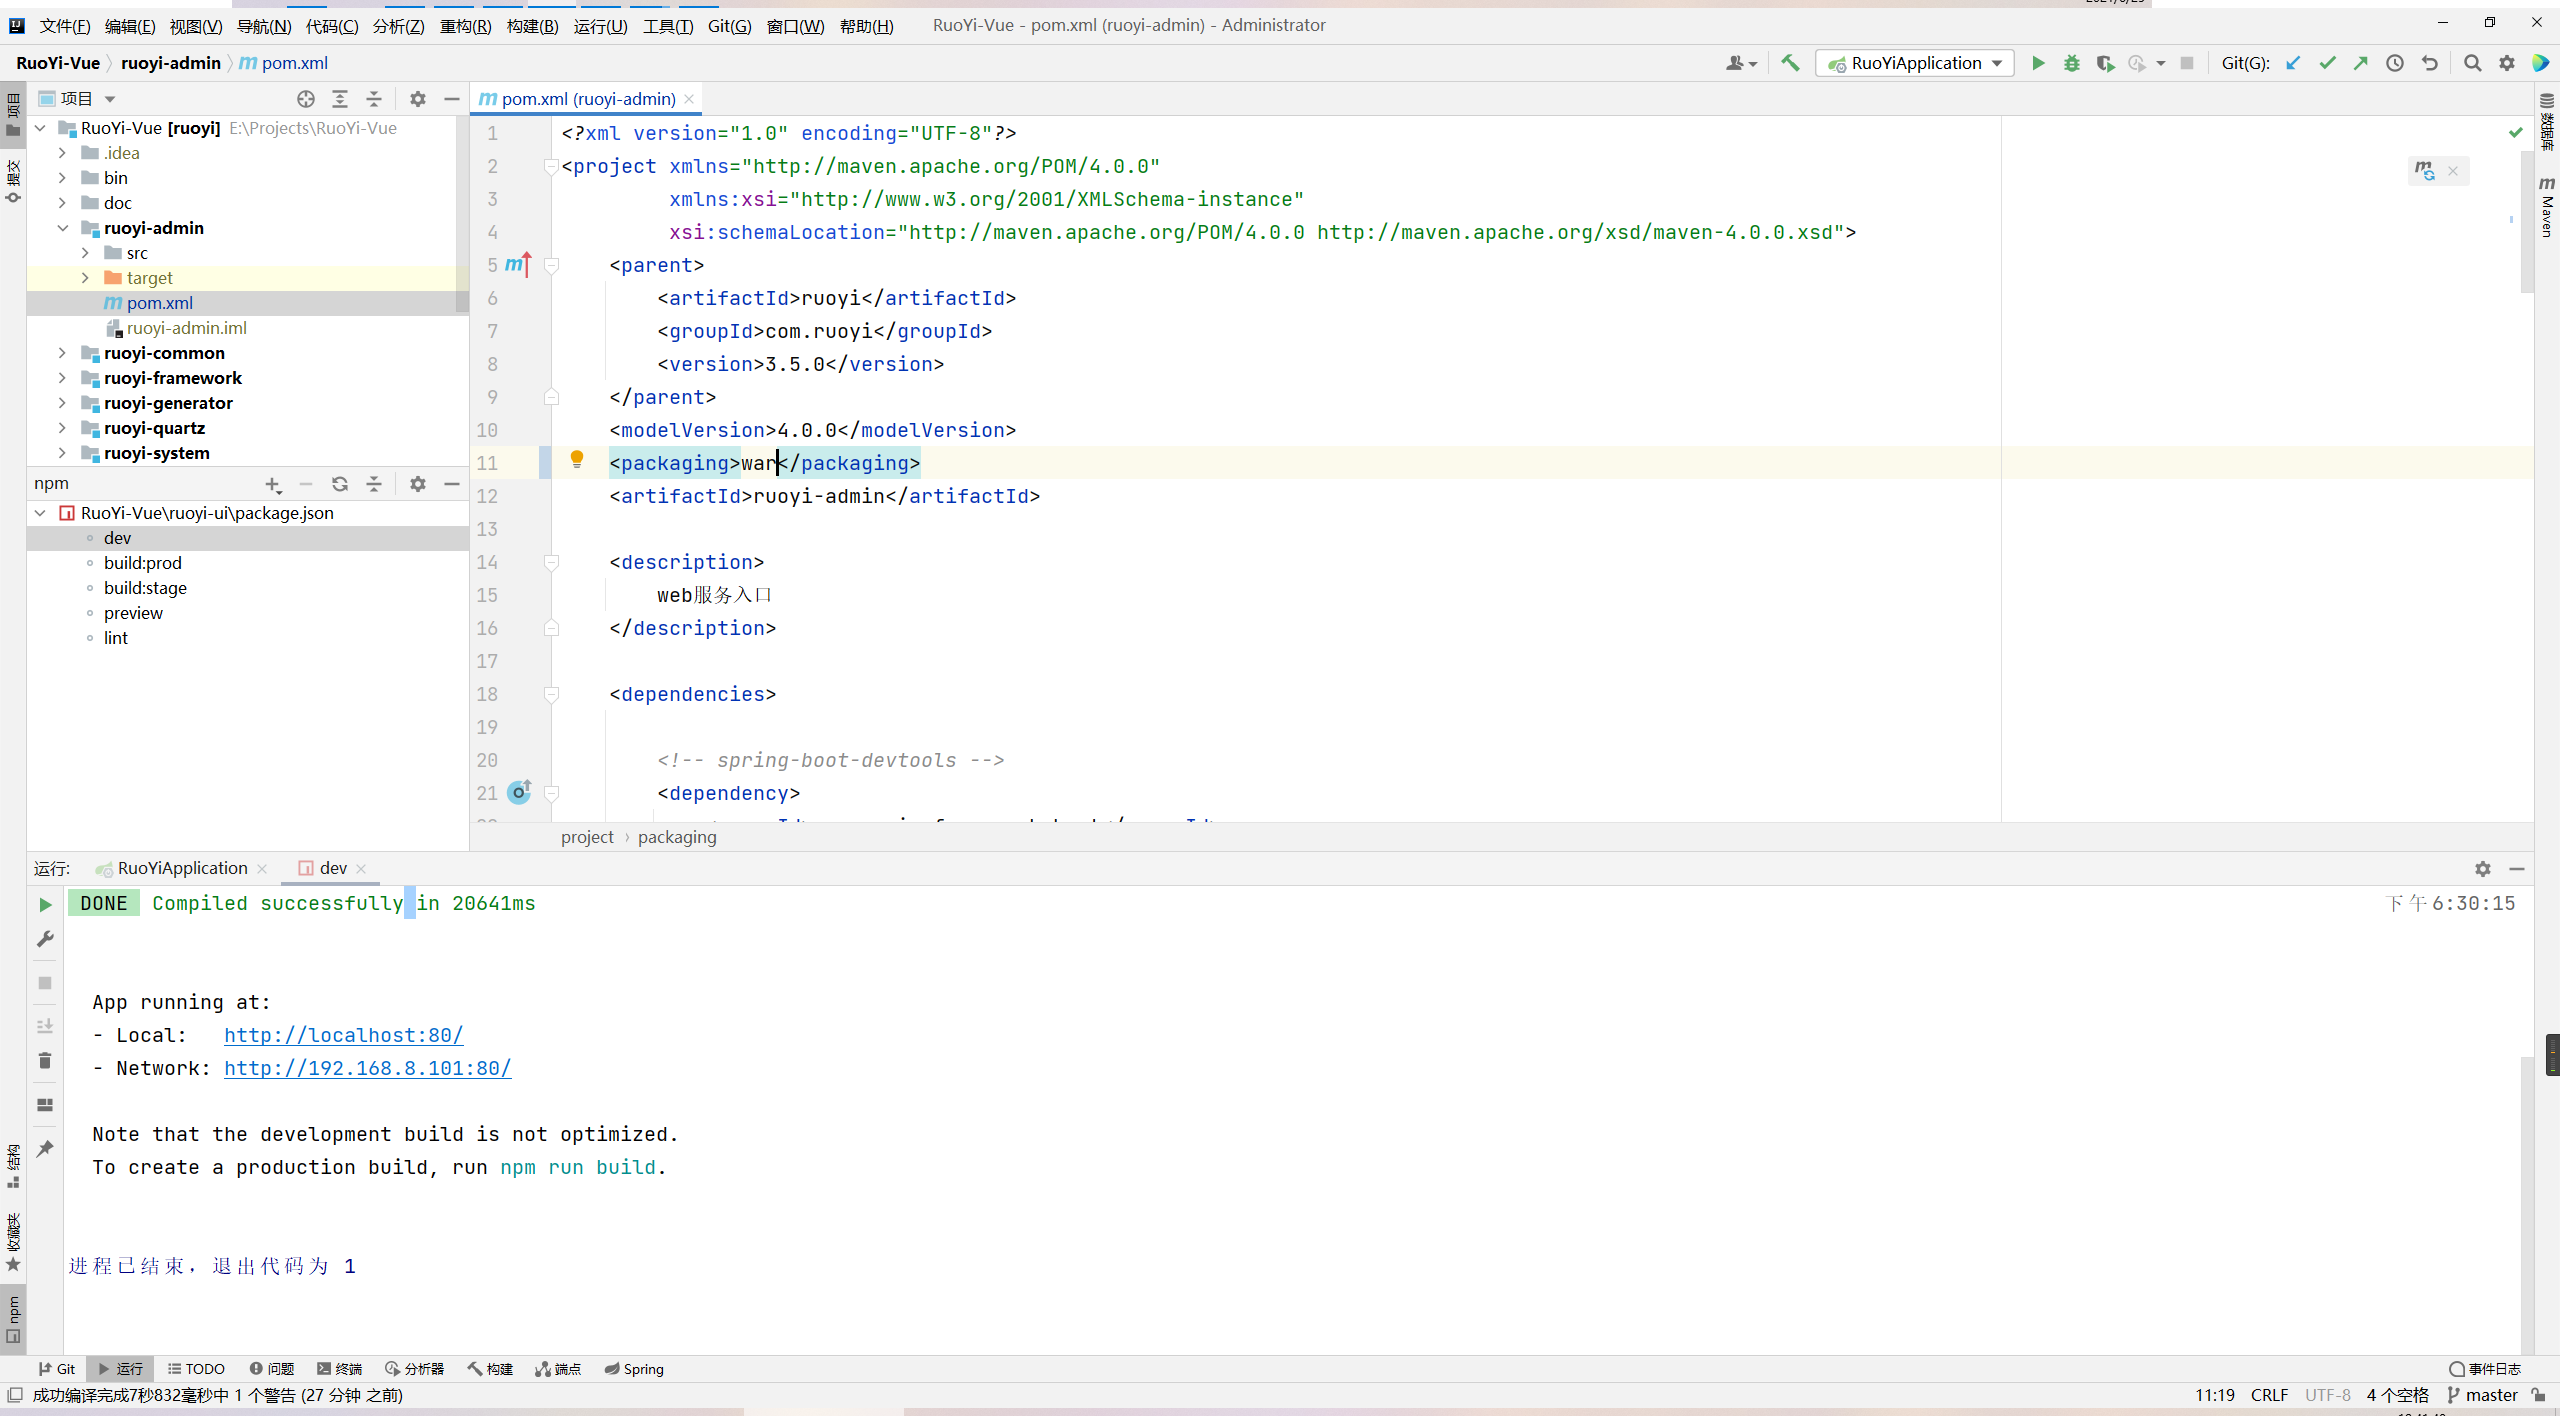 文件(F) 编辑(E) 视图(V) 导航(N) 代码(C) 分析(Z) 重构(R) 构建(B) 运行(U) 工具(T) Git(G) 窗口(W) 帮助(H) RuoYi-Vue - pom.xml (ruoyi-admin) - Administrator
RuoYi-Vue ruoyi-admin pom.xml RuoYiApplication Git(G):
项目 pom.xml (ruoyi-admin)
RuoYi-Vue [ruoyi] E:\Projects\RuoYi-Vue
.idea
bin
doc
ruoyi-admin
src
target
pom.xml
ruoyi-admin.iml
ruoyi-common
ruoyi-framework
ruoyi-generator
ruoyi-quartz
ruoyi-system
npm
RuoYi-Vue\ruoyi-ui\package.json
dev
build:prod
build:stage
preview
lint
1 <?xml version="1.0" encoding="UTF-8"?>
2 <project xmlns="http://maven.apache.org/POM/4.0.0"
3 xmlns:xsi="http://www.w3.org/2001/XMLSchema-instance"
4 xsi:schemaLocation="http://maven.apache.org/POM/4.0.0 http://maven.apache.org/xsd/maven-4.0.0.xsd">
5 <parent>
6 <artifactId>ruoyi</artifactId>
7 <groupId>com.ruoyi</groupId>
8 <version>3.5.0</version>
9 </parent>
10 <modelVersion>4.0.0</modelVersion>
11 <packaging>war</packaging>
12 <artifactId>ruoyi-admin</artifactId>
13
14 <description>
15 web服务入口
16 </description>
17
18 <dependencies>
19
20 <!-- spring-boot-devtools -->
21 <dependency>
project packaging
运行: RuoYiApplication dev
DONE Compiled successfully in 20641ms 下午6:30:15
App running at:
- Local: http://localhost:80/
- Network: http://192.168.8.101:80/
Note that the development build is not optimized.
To create a production build, run npm run build.
进程已结束，退出代码为 1
项目
提交
结构
收藏夹
npm
数据库
Maven
Git 运行 TODO 问题 终端 分析器 构建 端点 Spring 事件日志
成功编译完成7秒832毫秒中 1 个警告 (27 分钟 之前) 11:19 CRLF UTF-8 4 个空格 master